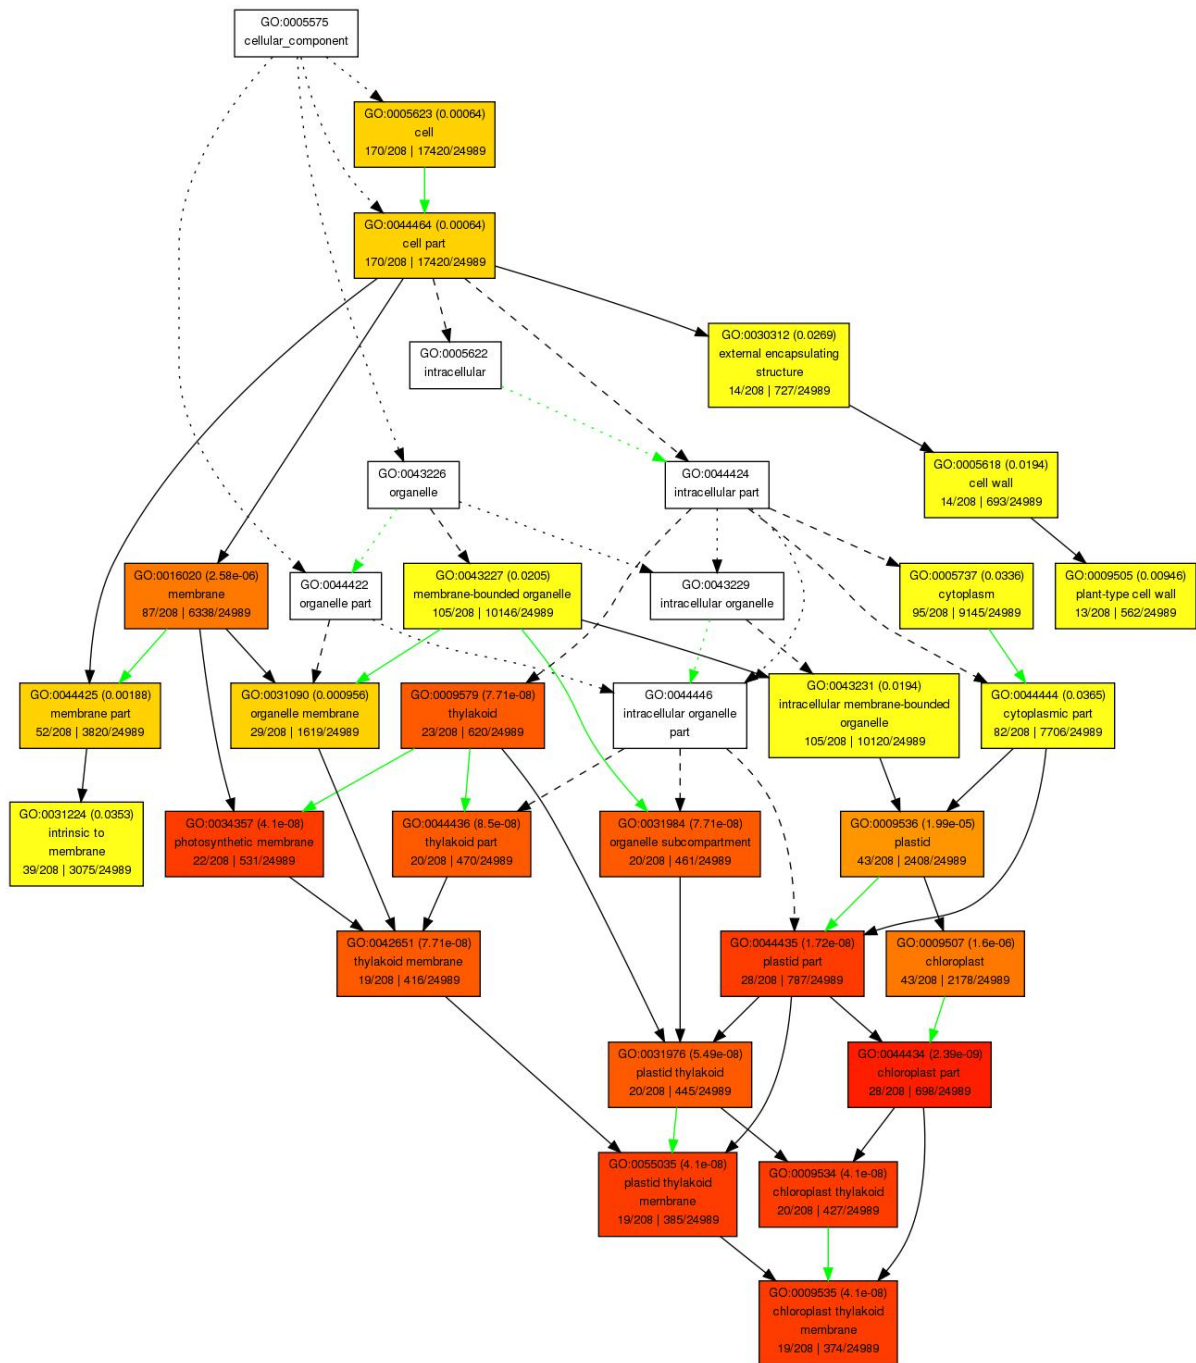 GO:0005575
cellular_component
GO:0005623 (0.00064)
cell
170/208 | 17420/24989
GO:0044464 (0.00064)
cell part
170/208 | 17420/24989
GO:0030312 (0.0269)
external encapsulating
structure
14/208 | 727/24989
GO:0005622
intracellular
GO:0005618 (0.0194)
cell wall
14/208 | 693/24989
GO:0043226
organelle
GO:0044424
intracellular part
GO:0016020 (2.58e-06)
membrane
87/208 | 6338/24989
GO:0044422
organelle part
GO:0043227 (0.0205)
membrane-bounded organelle
105/208 | 10146/24989
GO:0043229
intracellular organelle
GO:0005737 (0.0336)
cytoplasm
95/208 | 9145/24989
GO:0009505 (0.00946)
plant-type cell wall
13/208 | 562/24989
GO:0044425 (0.00188)
membrane part
52/208 | 3820/24989
GO:0031090 (0.000956)
organelle membrane
29/208 | 1619/24989
GO:0009579 (7.71e-08)
thylakoid
23/208 | 620/24989
GO:0044446
intracellular organelle
part
GO:0043231 (0.0194)
intracellular membrane-bounded
organelle
105/208 | 10120/24989
GO:0044444 (0.0365)
cytoplasmic part
82/208 | 7706/24989
GO:0031224 (0.0353)
intrinsic to
membrane
39/208 | 3075/24989
GO:0034357 (4.1e-08)
photosynthetic membrane
22/208 | 531/24989
GO:0044436 (8.5e-08)
thylakoid part
20/208 | 470/24989
GO:0031984 (7.71e-08)
organelle subcompartment
20/208 | 461/24989
GO:0009536 (1.99e-05)
plastid
43/208 | 2408/24989
GO:0042651 (7.71e-08)
thylakoid membrane
19/208 | 416/24989
GO:0044435 (1.72e-08)
plastid part
28/208 | 787/24989
GO:0009507 (1.6e-06)
chloroplast
43/208 | 2178/24989
GO:0031976 (5.49e-08)
plastid thylakoid
20/208 | 445/24989
GO:0044434 (2.39e-09)
chloroplast part
28/208 | 698/24989
GO:0055035 (4.1e-08)
plastid thylakoid
membrane
19/208 | 385/24989
GO:0009534 (4.1e-08)
chloroplast thylakoid
20/208 | 427/24989
GO:0009535 (4.1e-08)
chloroplast thylakoid
membrane
19/208 | 374/24989